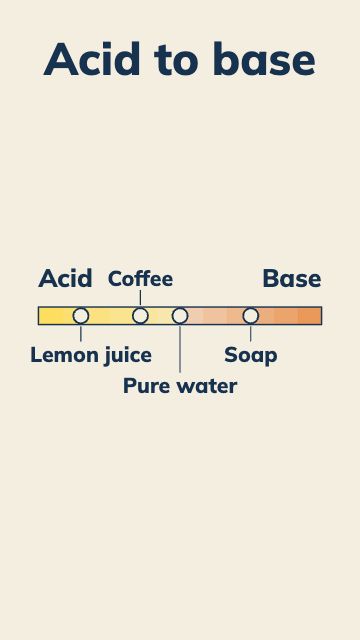 Acid to base
Acid
Coffee
Base
Lemon juice
Soap
Pure water